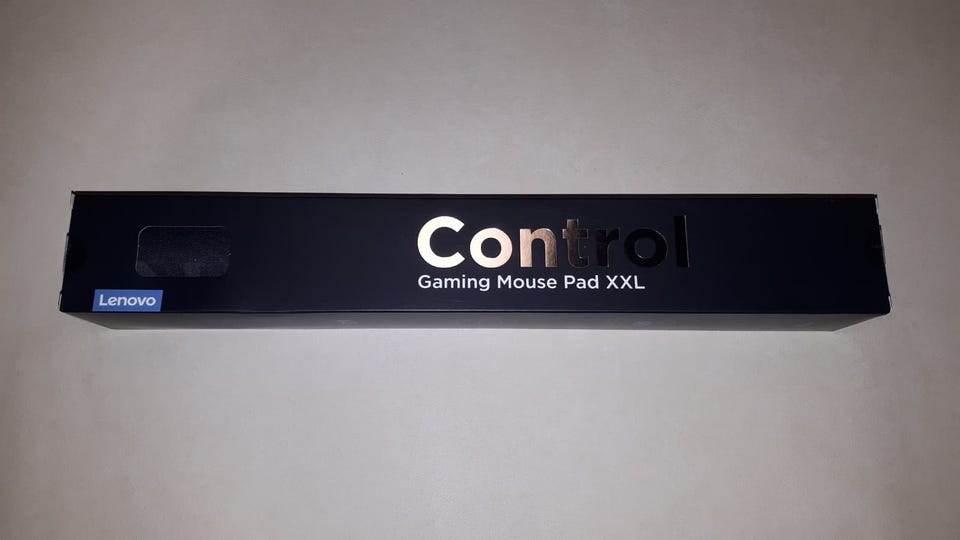 Control
Gaming Mouse Pad XXL
Lenovo